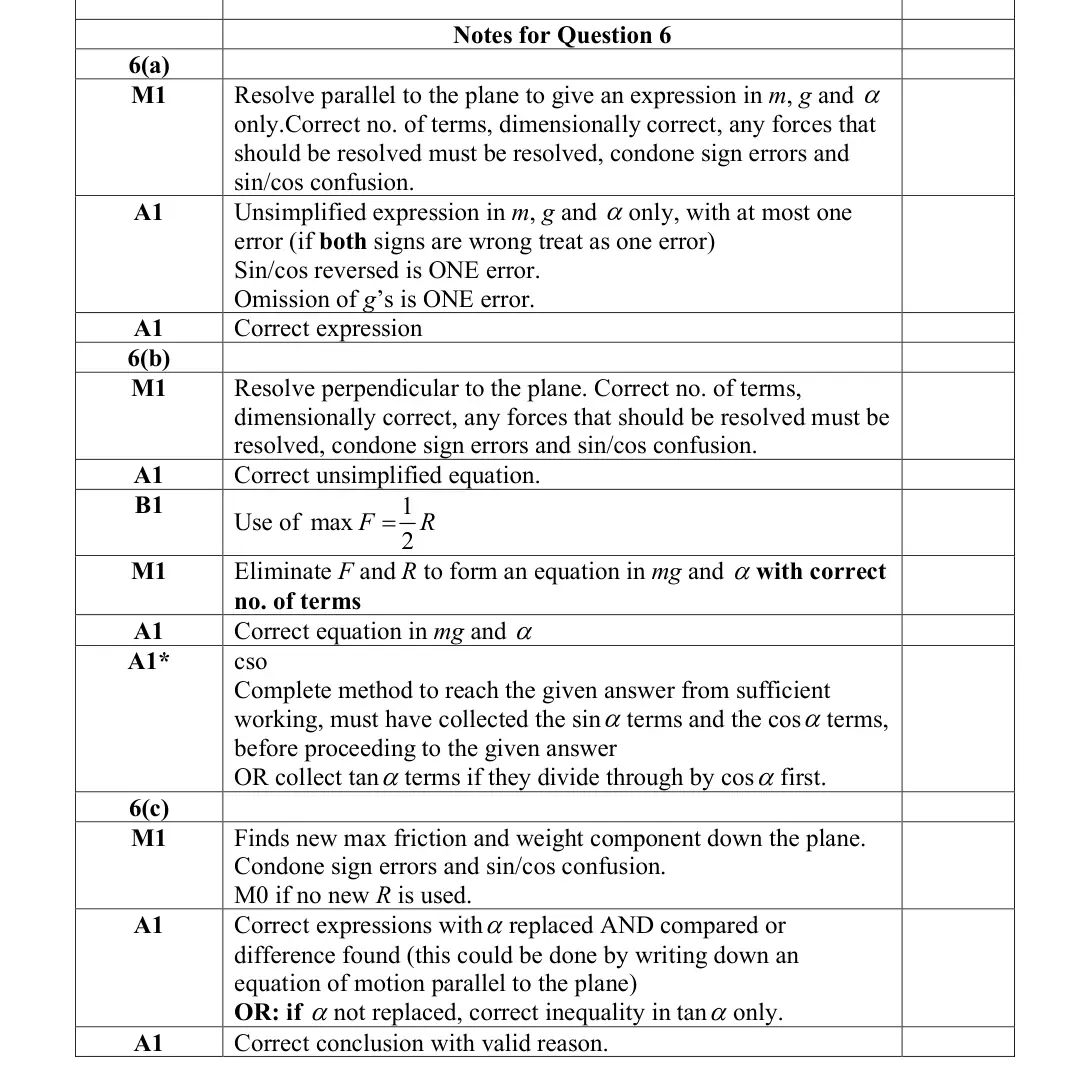 Notes for Question 6
6(a)
M1 Resolve parallel to the plane to give an expression in m, g and α
only.Correct no. of terms, dimensionally correct, any forces that
should be resolved must be resolved, condone sign errors and
sin/cos confusion.
A1 Unsimplified expression in m, g and α only, with at most one
error (if both signs are wrong treat as one error)
Sin/cos reversed is ONE error.
Omission of g’s is ONE error.
A1 Correct expression
6(b)
M1 Resolve perpendicular to the plane. Correct no. of terms,
dimensionally correct, any forces that should be resolved must be
resolved, condone sign errors and sin/cos confusion.
A1 Correct unsimplified equation.
B1 Use of max F = 1/2 R
M1 Eliminate F and R to form an equation in mg and α with correct
no. of terms
A1 Correct equation in mg and α
A1* cso
Complete method to reach the given answer from sufficient
working, must have collected the sin α terms and the cos α terms,
before proceeding to the given answer
OR collect tan α terms if they divide through by cos α first.
6(c)
M1 Finds new max friction and weight component down the plane.
Condone sign errors and sin/cos confusion.
M0 if no new R is used.
A1 Correct expressions with α replaced AND compared or
difference found (this could be done by writing down an
equation of motion parallel to the plane)
OR: if α not replaced, correct inequality in tan α only.
A1 Correct conclusion with valid reason.